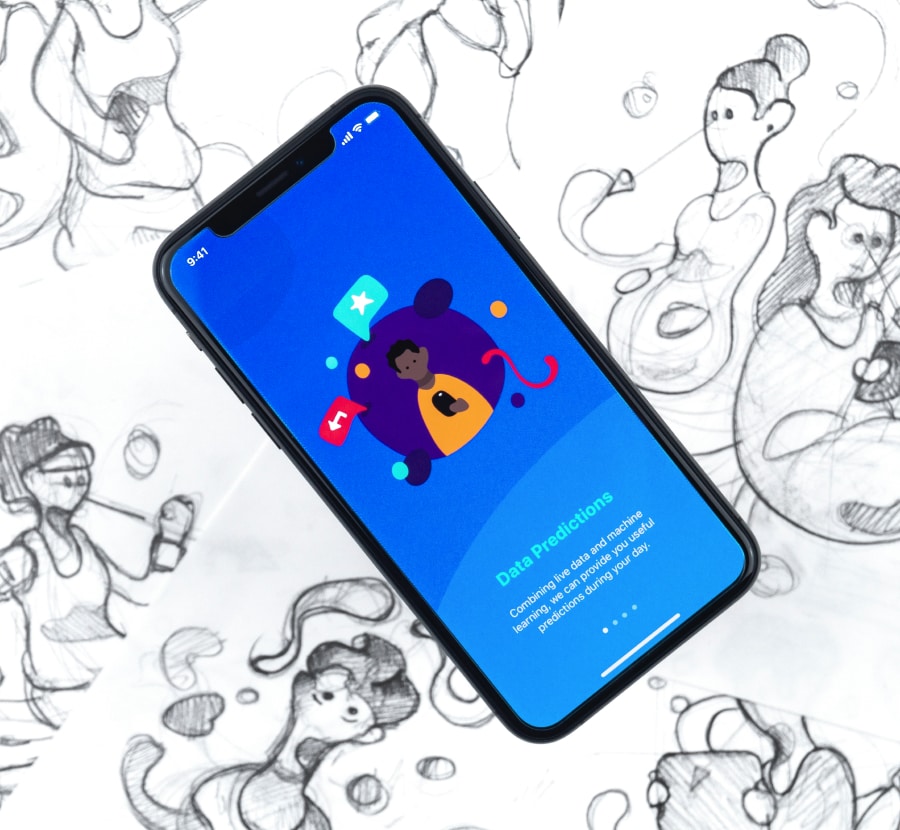 9:41
Data Predictions
Combining live data and machine
learning, we can provide you useful
predictions during your day.